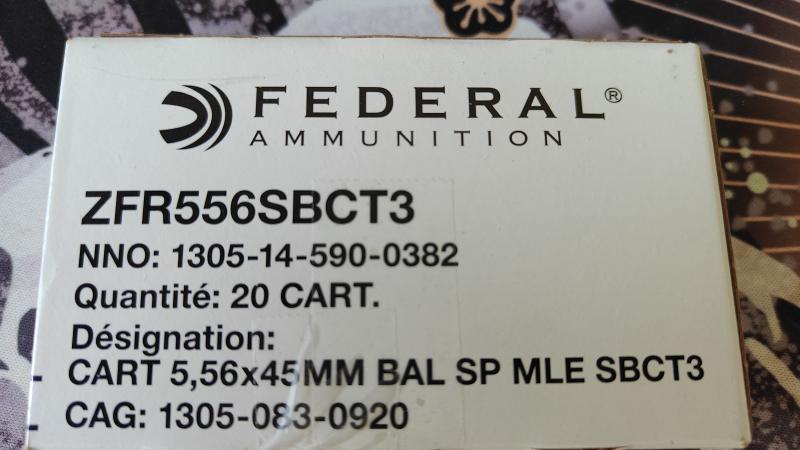 FEDERAL®
AMMUNITION
ZFR556SBCT3
NNO: 1305-14-590-0382
Quantité: 20 CART.
Désignation:
CART 5,56x45MM BAL SP MLE SBCT3
CAG: 1305-083-0920